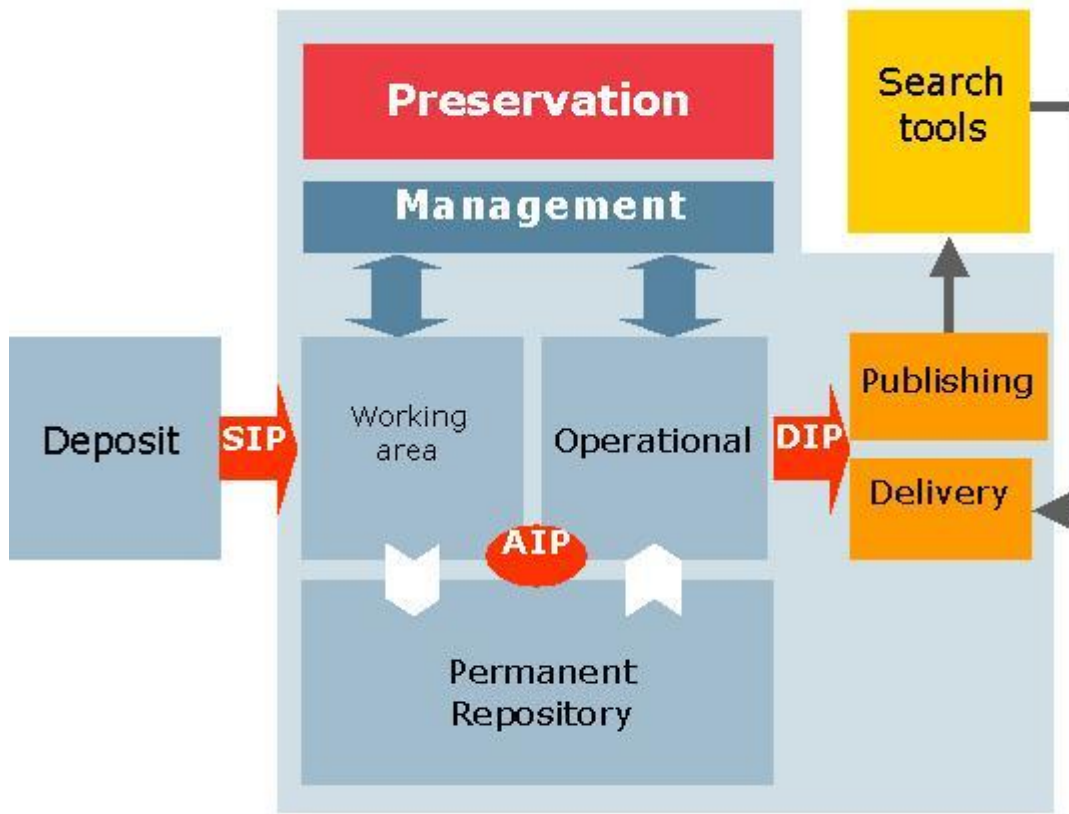 Preservation
Search
tools
Management
Deposit
SIP
Working
area
Operational
DIP
Publishing
Delivery
AIP
Permanent
Repository